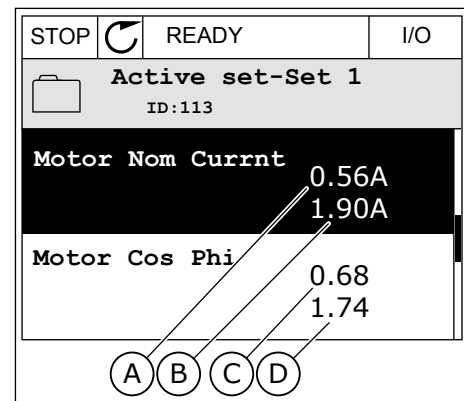 STOP READY I/O
Active set-Set 1
ID:113
Motor Nom Currnt
0.56A
1.90A
Motor Cos Phi
0.68
1.74
A B C D